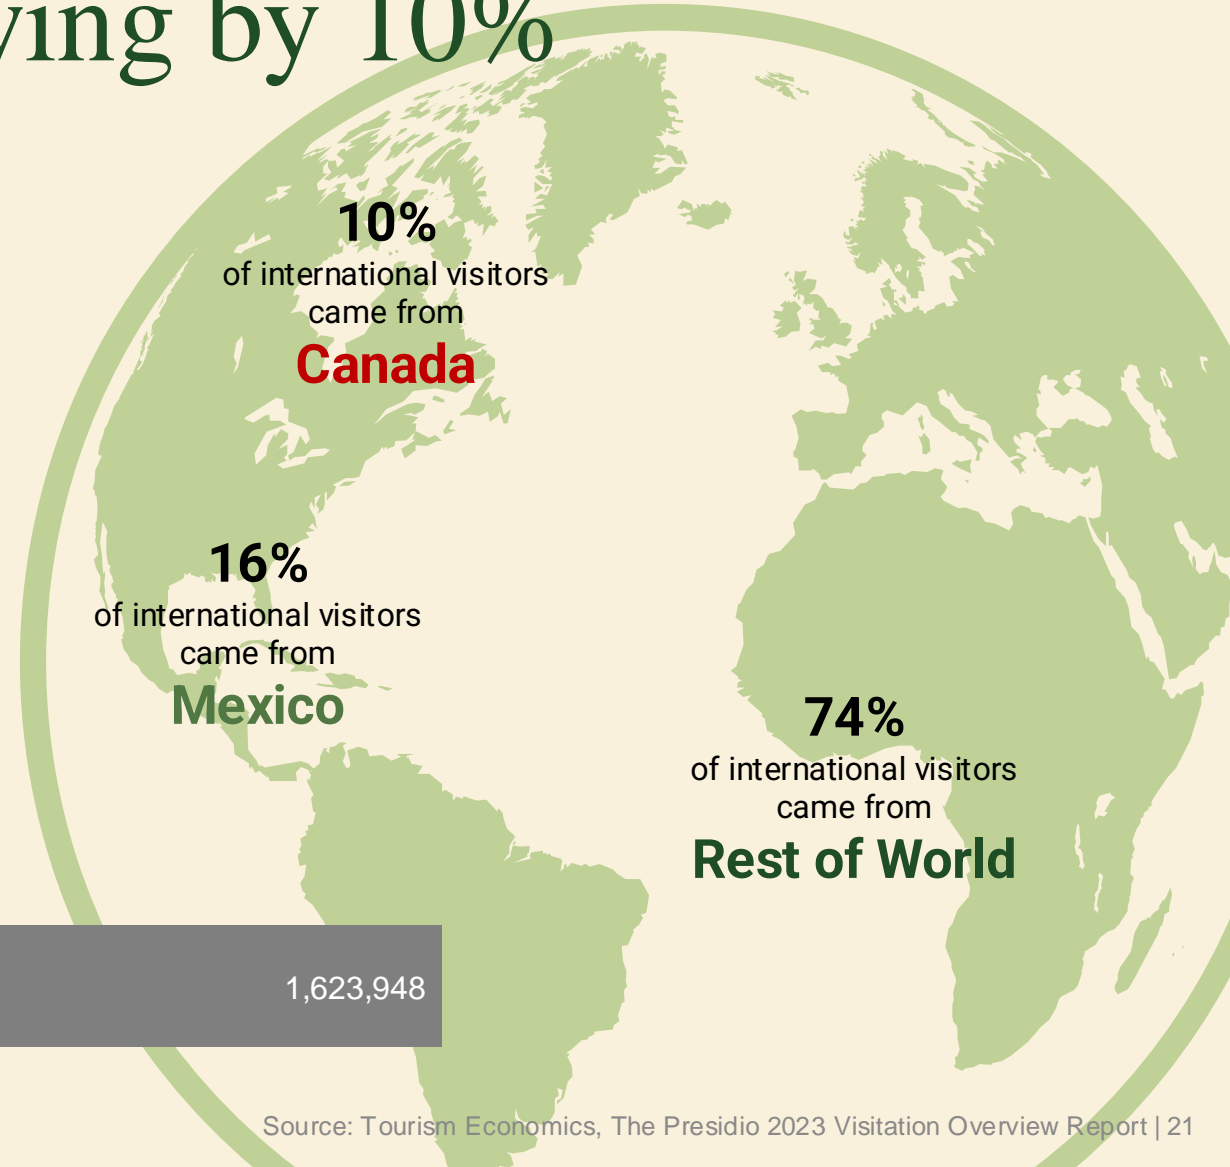 by 10%
10%
of international visitors
came from
Canada
16%
of international visitors
came from
Mexico
74%
of international visitors
came from
Rest of World
1,623,948
Source: Tourism Economics, The Presidio 2023 Visitation Overview Report | 21